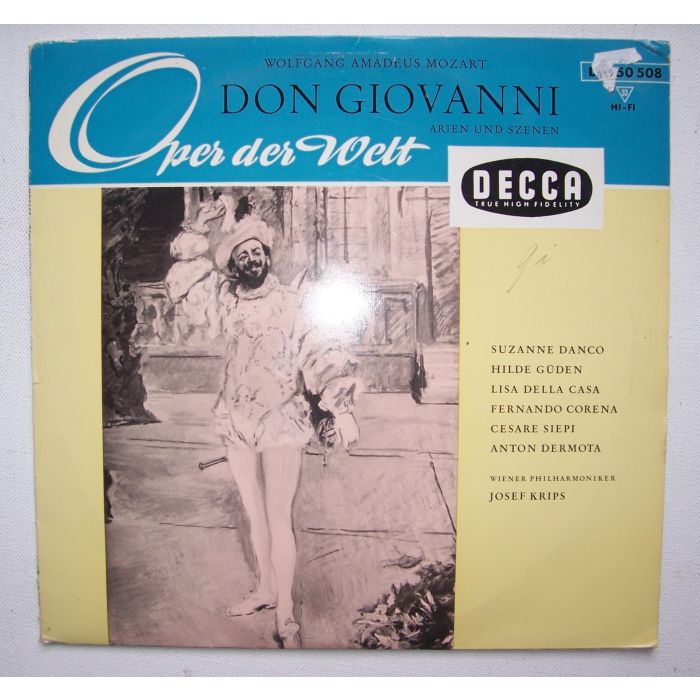 WOLFGANG AMADEUS MOZART
50 508
DON GIOVANNI
HI-FI
ARIEN UND SZENEN
Oper der Welt
DECCA
TRUE HIGH FIDELITY
SUZANNE DANCO
HILDE GÜDEN
LISA DELLA CASA
FERNANDO CORENA
CESARE SIEPI
ANTON DERMOTA
WIENER PHILHARMONIKER
JOSEF KRIPS